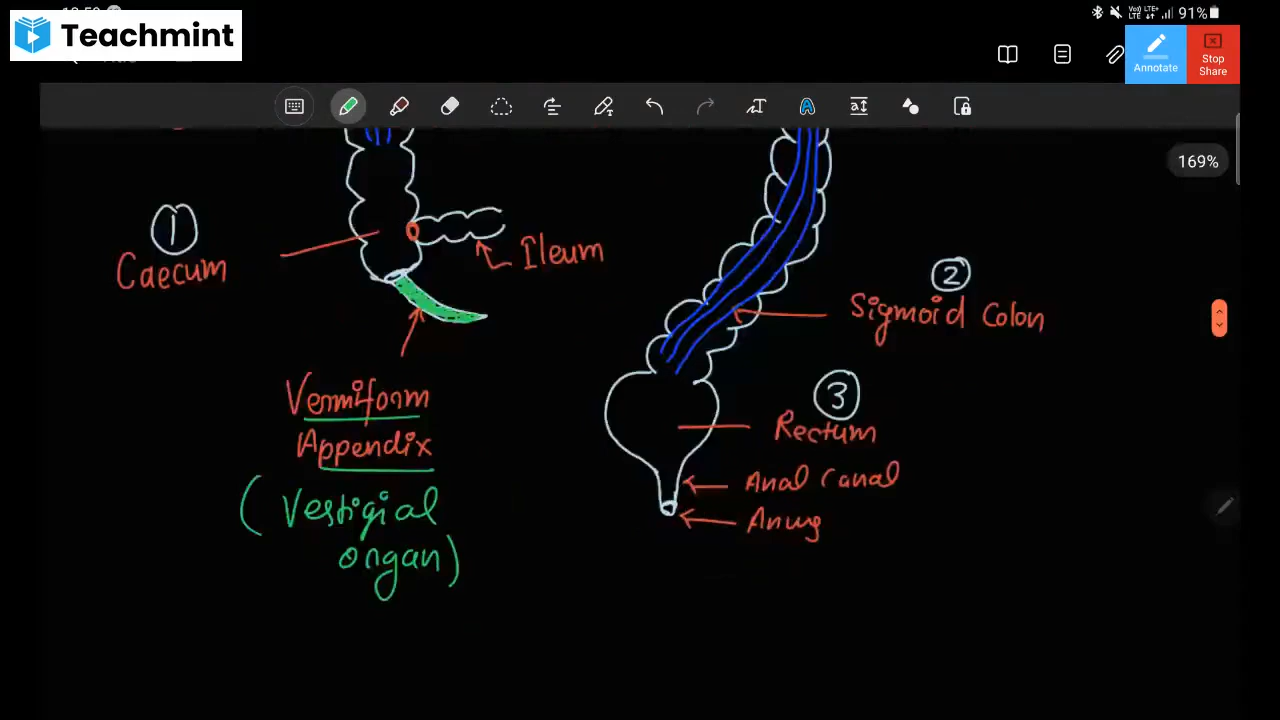 Teachmint
91%
Annotate
Stop
Share
169%
1
Caecum
Ileum
Vermiform
Appendix
(Vestigial
organ)
2
Sigmoid Colon
3
Rectum
Anal Canal
Anus